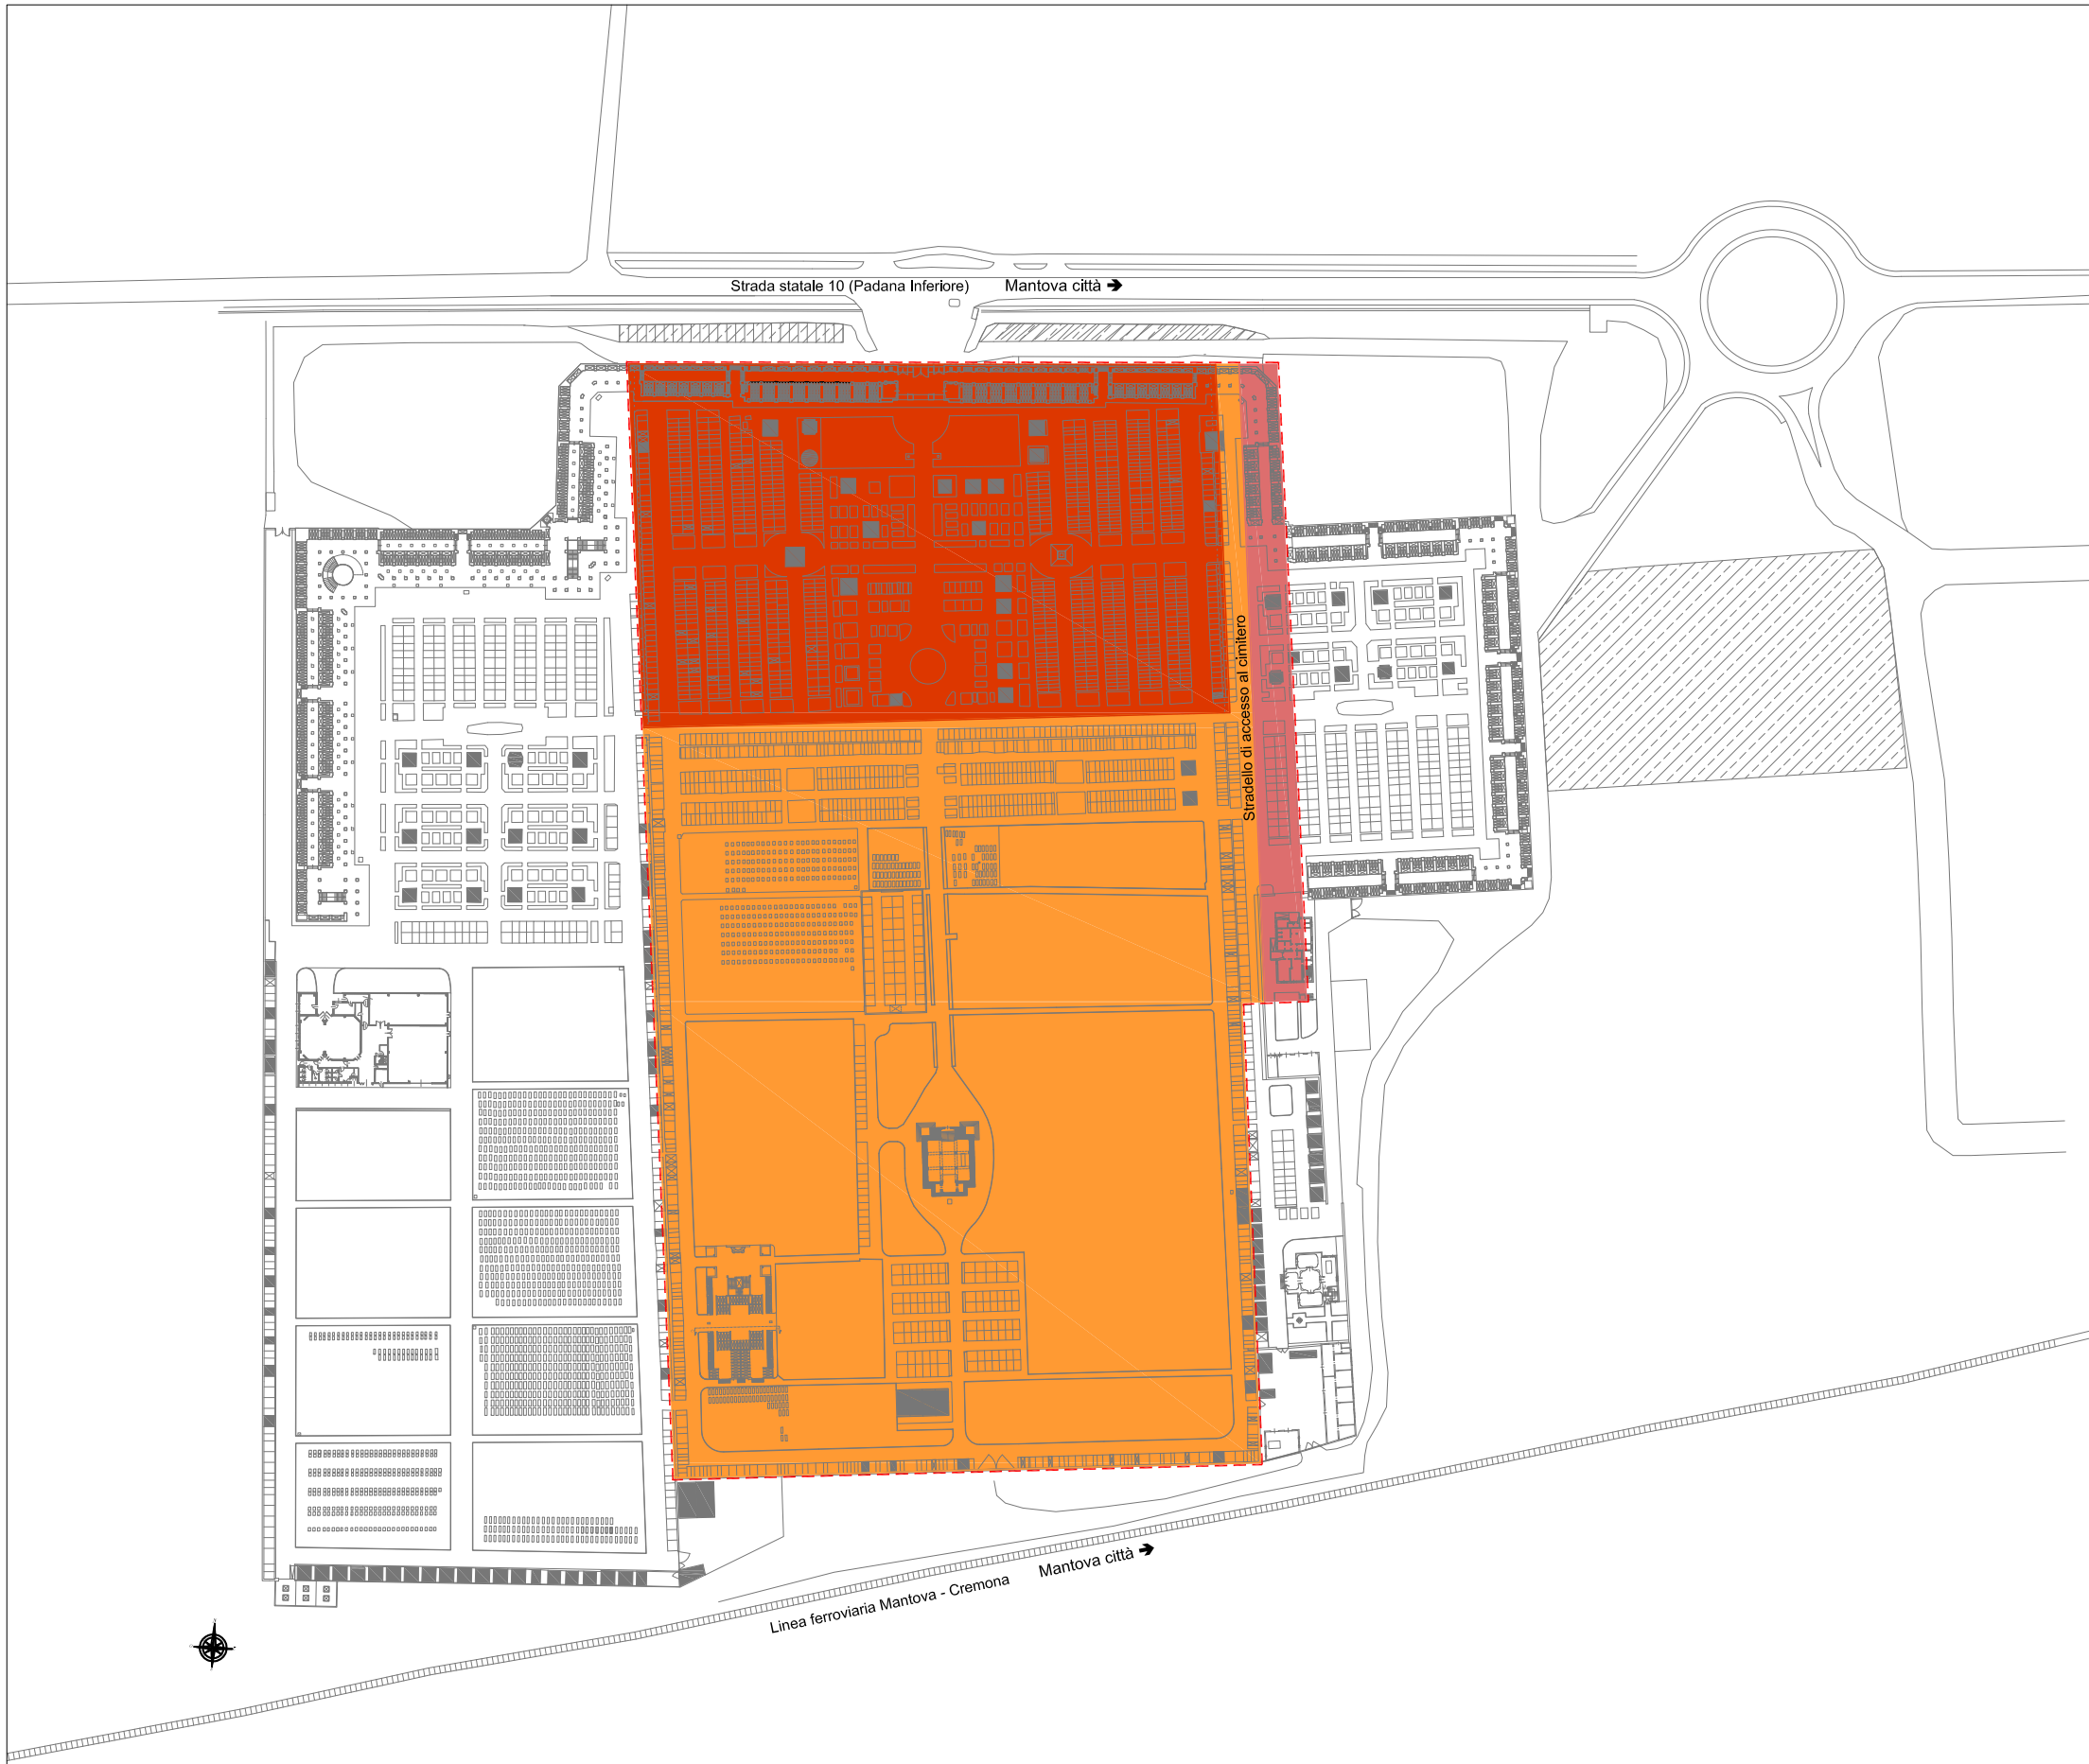 Strada statale 10 (Padana Inferiore) Mantova città ➔
Stradello di accesso al cimitero
Linea ferroviaria Mantova - Cremona Mantova città ➔